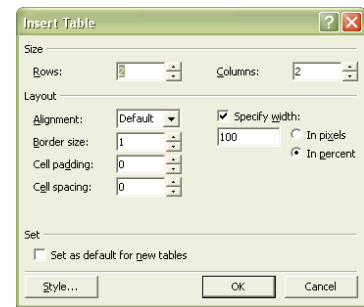 Insert Table
Size
Rows: 2 Columns: 2
Layout
Alignment: Default Specify width:
Border size: 1 100 In pixels
Cell padding: 0 In percent
Cell spacing: 0
Set
Set as default for new tables
Style... OK Cancel